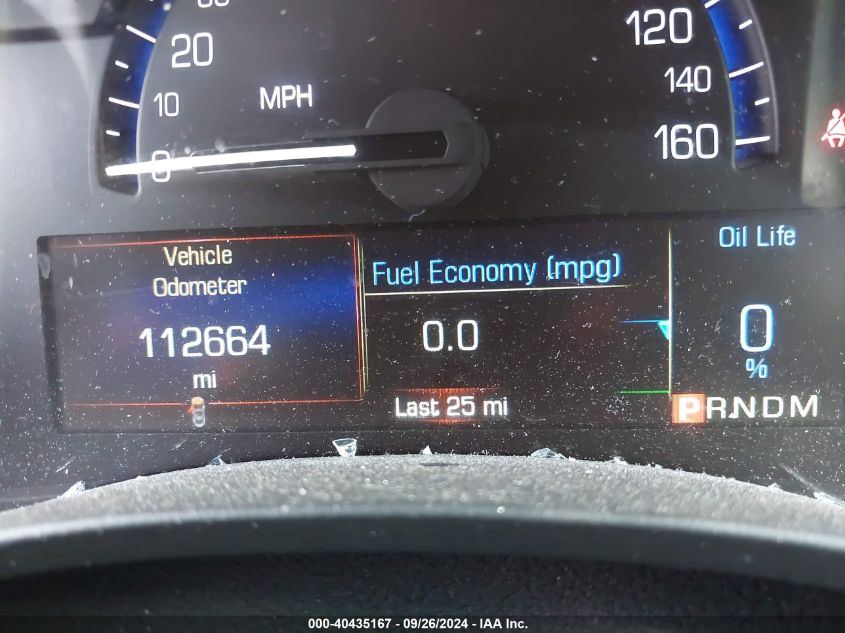 20
120
10
MPH
140
0
160
Vehicle
Odometer
112664
mi
Fuel Economy (mpg)
0.0
Last 25 mi
Oil Life
0
%
PRNDM
000-40435167 - 09/26/2024 - IAA Inc.